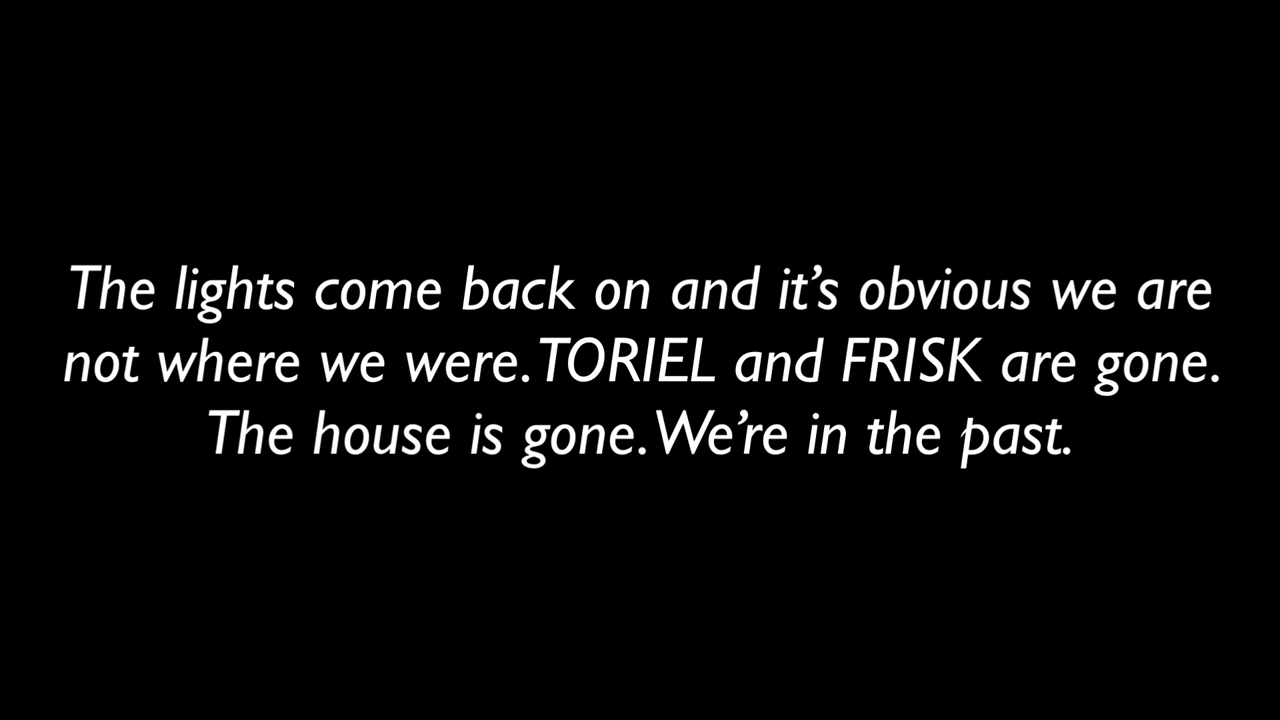 The lights come back on and it’s obvious we are
not where we were. TORIEL and FRISK are gone.
The house is gone. We’re in the past.